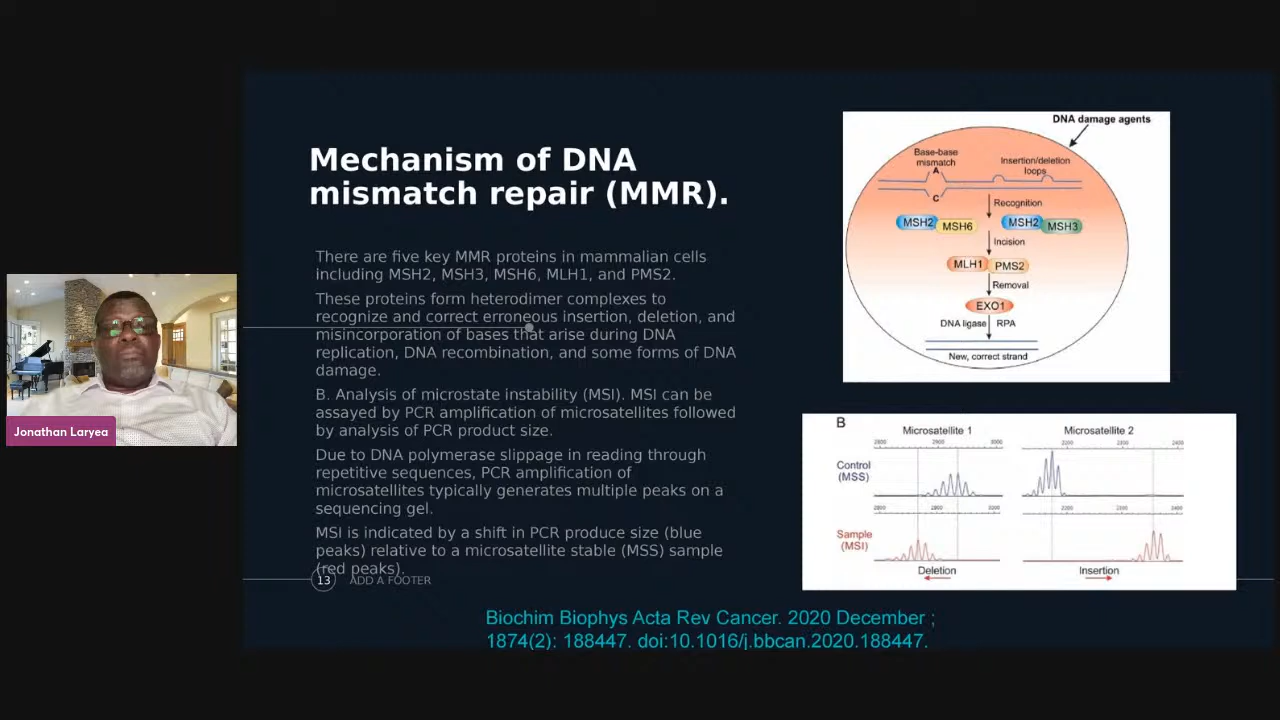 Mechanism of DNA
mismatch repair (MMR).
There are five key MMR proteins in mammalian cells
including MSH2, MSH3, MSH6, MLH1, and PMS2.
These proteins form heterodimer complexes to
recognize and correct erroneous insertion, deletion, and
misincorporation of bases that arise during DNA
replication, DNA recombination, and some forms of DNA
damage.
B. Analysis of microstate instability (MSI). MSI can be
assayed by PCR amplification of microsatellites followed
by analysis of PCR product size.
Due to DNA polymerase slippage in reading through
repetitive sequences, PCR amplification of
microsatellites typically generates multiple peaks on a
sequencing gel.
MSI is indicated by a shift in PCR produce size (blue
peaks) relative to a microsatellite stable (MSS) sample
(red peaks).
13 ADD A FOOTER
Jonathan Laryea
DNA damage agents
Base-base
mismatch
A
C
Insertion/deletion
loops
Recognition
MSH2 MSH6 MSH2 MSH3
Incision
MLH1 PMS2
Removal
EXO1
DNA ligase RPA
New, correct strand
B
Microsatellite 1 Microsatellite 2
Control
(MSS)
Sample
(MSI)
Deletion Insertion
Biochim Biophys Acta Rev Cancer. 2020 December ;
1874(2): 188447. doi:10.1016/j.bbcan.2020.188447.